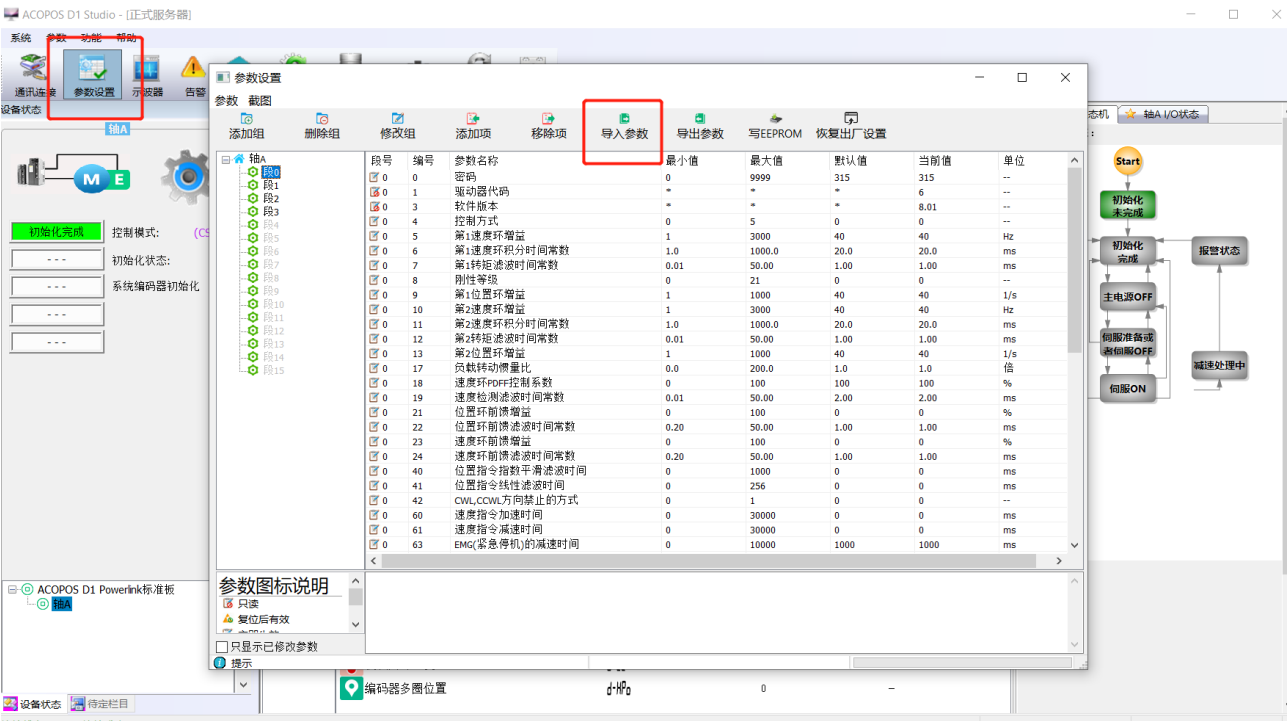 ACOPOS D1 Studio - [正式服务器]
系统 参数 功能 帮助
通讯连接 参数设置 示波器 告警
设备状态
轴A
M E
初始化完成 控制模式: (CS
--- 初始化状态:
--- 系统编码器初始化
---
---
ACOPOS D1 Powerlink标准板
轴A
设备状态 待定栏目
参数设置
参数 截图
添加组 删除组 修改组 添加项 移除项 导入参数 导出参数 写EEPROM 恢复出厂设置
轴A
段0
段1
段2
段3
段4
段5
段6
段7
段8
段9
段10
段11
段12
段13
段14
段15
段号 编号 参数名称 最小值 最大值 默认值 当前值 单位
0 0 密码 0 9999 315 315 --
0 1 驱动器代码 * * * 6 --
0 3 软件版本 * * * 8.01 --
0 4 控制方式 0 5 0 0 --
0 5 第1速度环增益 1 3000 40 40 Hz
0 6 第1速度环积分时间常数 1.0 1000.0 20.0 20.0 ms
0 7 第1转矩滤波时间常数 0.01 50.00 1.00 1.00 ms
0 8 刚性等级 0 21 0 0 --
0 9 第1位置环增益 1 1000 40 40 1/s
0 10 第2速度环增益 1 3000 40 40 Hz
0 11 第2速度环积分时间常数 1.0 1000.0 20.0 20.0 ms
0 12 第2转矩滤波时间常数 0.01 50.00 1.00 1.00 ms
0 13 第2位置环增益 1 1000 40 40 1/s
0 17 负载转动惯量比 0.0 200.0 1.0 1.0 倍
0 18 速度环PDFF控制系数 0 100 100 100 %
0 19 速度检测滤波时间常数 0.01 50.00 2.00 2.00 ms
0 21 位置环前馈增益 0 100 0 0 %
0 22 位置环前馈滤波时间常数 0.20 50.00 1.00 1.00 ms
0 23 速度环前馈增益 0 100 0 0 %
0 24 速度环前馈滤波时间常数 0.20 50.00 1.00 1.00 ms
0 40 位置指令指数平滑滤波时间 0 1000 0 0 ms
0 41 位置指令线性滤波时间 0 256 0 0 ms
0 42 CWL,CCWL方向禁止的方式 0 1 0 0 --
0 60 速度指令加速时间 0 30000 0 0 ms
0 61 速度指令减速时间 0 30000 0 0 ms
0 63 EMG(紧急停机)的减速时间 0 10000 1000 1000 ms
参数图标说明
只读
复位后有效
只显示已修改参数
提示
编码器多圈位置 d-HPo 0 --
态机 轴A I/O状态
Start
初始化
未完成
初始化
完成
报警状态
主电源OFF
伺服准备或
者伺服OFF
减速处理中
伺服ON